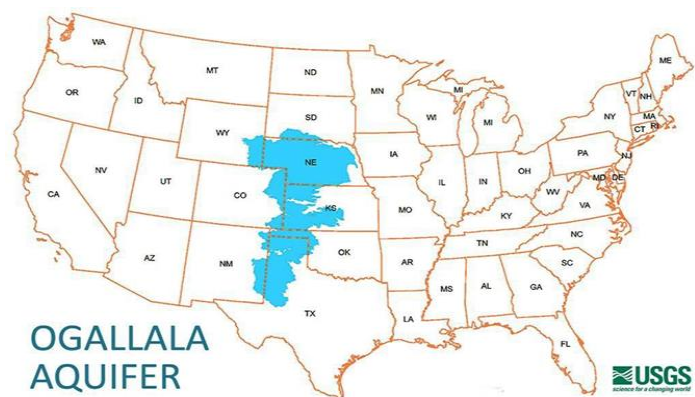 WA
MT
ND
MN
ME
OR
ID
SD
WI
MI
MI
VT
NH
NY
MA
CT
RI
WY
IA
NE
PA
NJ
NV
UT
CO
IL
IN
OH
MD
DE
CA
KS
MO
WV
VA
KY
AZ
NM
OK
AR
TN
NC
SC
MS
AL
GA
TX
LA
FL
OGALLALA
AQUIFER
USGS
science for a changing world